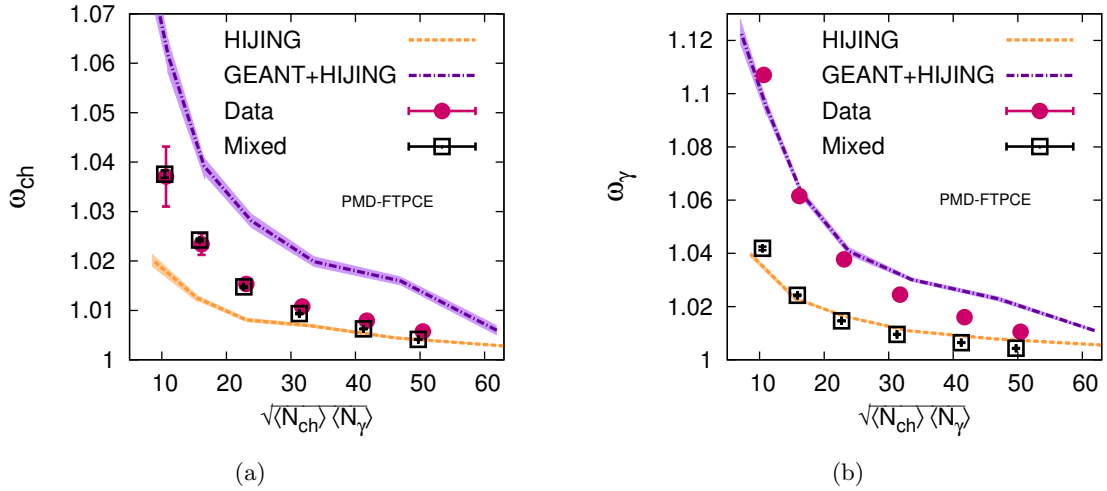 1.07
1.06
1.05
1.04
1.03
1.02
1.01
1
ω_ch
HIJING
GEANT+HIJING
Data
Mixed
PMD-FTPCE
10 20 30 40 50 60
√⟨N_ch⟩ ⟨N_γ⟩
(a)
1.12
1.1
1.08
1.06
1.04
1.02
1
ω_γ
HIJING
GEANT+HIJING
Data
Mixed
PMD-FTPCE
10 20 30 40 50 60
√⟨N_ch⟩ ⟨N_γ⟩
(b)